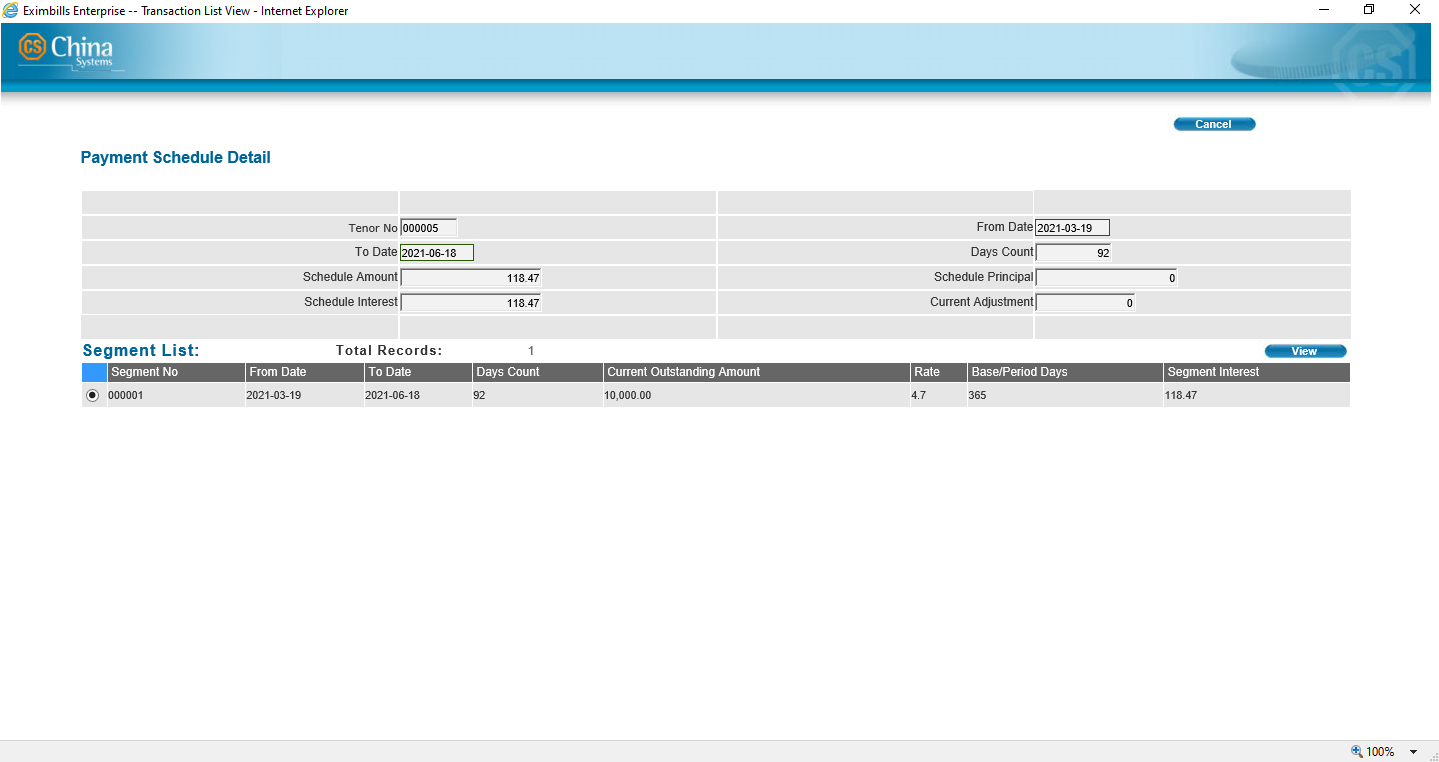 Eximbills Enterprise -- Transaction List View - Internet Explorer
CS China Systems
CS
Cancel
Payment Schedule Detail
Tenor No 000005 From Date 2021-03-19
To Date 2021-06-18 Days Count 92
Schedule Amount 118.47 Schedule Principal 0
Schedule Interest 118.47 Current Adjustment 0
Segment List: Total Records: 1 View
Segment No From Date To Date Days Count Current Outstanding Amount Rate Base/Period Days Segment Interest
000001 2021-03-19 2021-06-18 92 10,000.00 4.7 365 118.47
100%